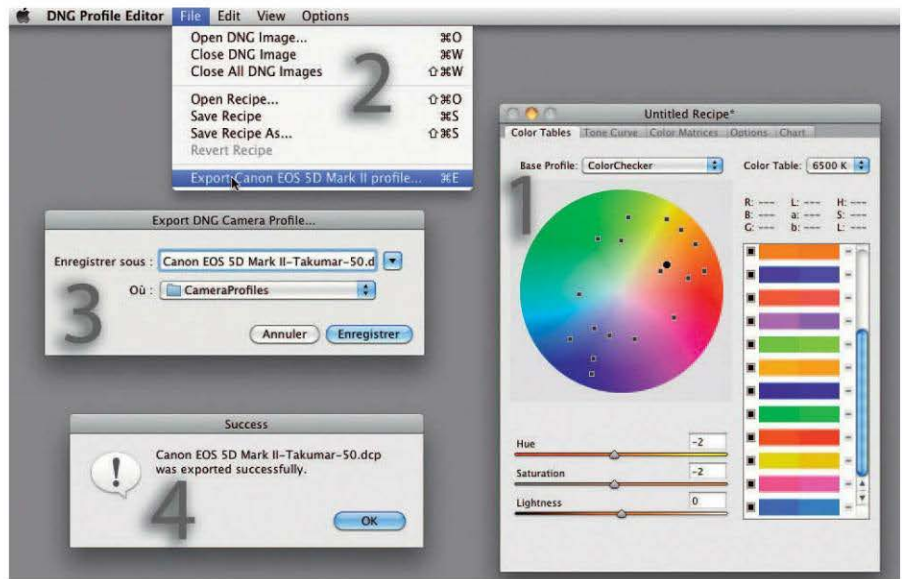 DNG Profile Editor File Edit View Options
Open DNG Image... ⌘O
Close DNG Image ⌘W
Close All DNG Images ⇧⌘W
Open Recipe... ⇧⌘O
Save Recipe ⌘S
Save Recipe As... ⇧⌘S
Revert Recipe
Export Canon EOS 5D Mark II profile... ⌘E
2
Untitled Recipe*
Color Tables Tone Curve Color Matrices Options Chart
Base Profile: ColorChecker Color Table: 6500 K
1
R: --- L: --- H: ---
B: --- a: --- S: ---
G: --- b: --- L: ---
Hue -2
Saturation -2
Lightness 0
Export DNG Camera Profile...
Enregistrer sous : Canon EOS 5D Mark II-Takumar-50.d
Où : CameraProfiles
3
Annuler Enregistrer
Success
Canon EOS 5D Mark II-Takumar-50.dcp
was exported successfully.
!
4
OK